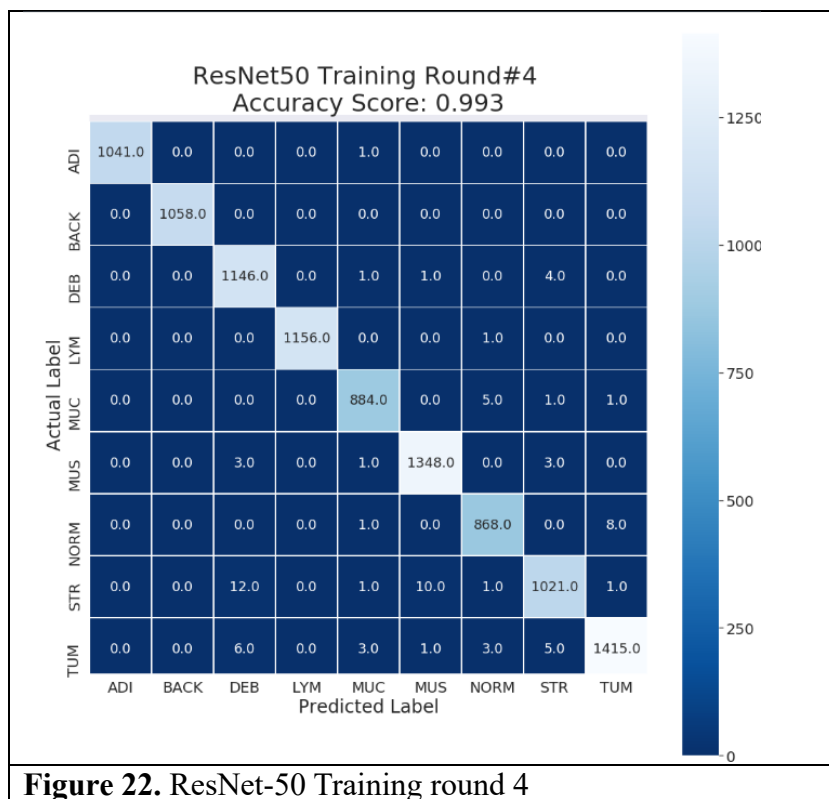 ResNet50 Training Round#4
Accuracy Score: 0.993
ADI 1041.0 0.0 0.0 0.0 1.0 0.0 0.0 0.0 0.0
BACK 0.0 1058.0 0.0 0.0 0.0 0.0 0.0 0.0 0.0
DEB 0.0 0.0 1146.0 0.0 1.0 1.0 0.0 4.0 0.0
LYM 0.0 0.0 0.0 1156.0 0.0 0.0 1.0 0.0 0.0
MUC 0.0 0.0 0.0 0.0 884.0 0.0 5.0 1.0 1.0
MUS 0.0 0.0 3.0 0.0 1.0 1348.0 0.0 3.0 0.0
NORM 0.0 0.0 0.0 0.0 1.0 0.0 868.0 0.0 8.0
STR 0.0 0.0 12.0 0.0 1.0 10.0 1.0 1021.0 1.0
TUM 0.0 0.0 6.0 0.0 3.0 1.0 3.0 5.0 1415.0
Actual Label
ADI BACK DEB LYM MUC MUS NORM STR TUM
Predicted Label
1250
1000
750
500
250
0
Figure 22. ResNet-50 Training round 4